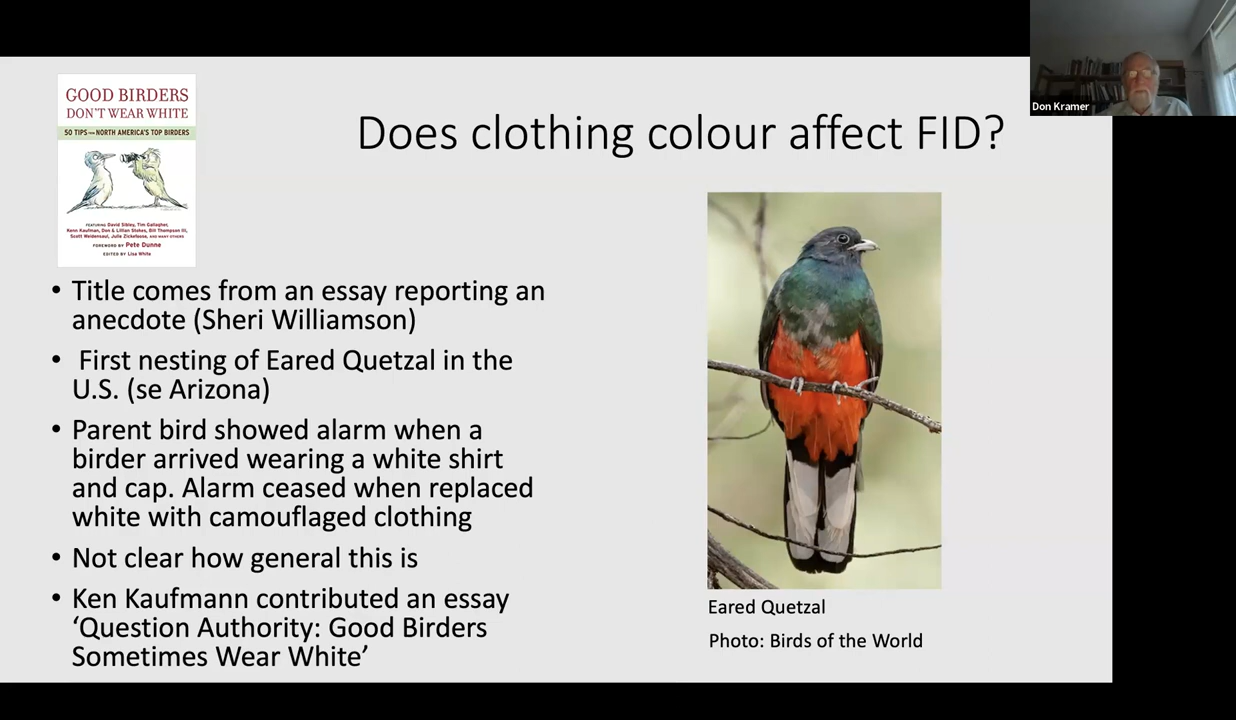 GOOD BIRDERS
DON'T WEAR WHITE
50 TIPS FROM NORTH AMERICA'S TOP BIRDERS
FEATURING David Sibley, Tim Gallagher,
Kenn Kaufman, Don & Lillian Stokes, Bill Thompson III,
Scott Weidensaul, Julie Zickefoose, AND MANY OTHERS
FOREWORD BY Pete Dunne
EDITED BY Lisa White
Does clothing colour affect FID?
Don Kramer
• Title comes from an essay reporting an
anecdote (Sheri Williamson)
• First nesting of Eared Quetzal in the
U.S. (se Arizona)
• Parent bird showed alarm when a
birder arrived wearing a white shirt
and cap. Alarm ceased when replaced
white with camouflaged clothing
• Not clear how general this is
• Ken Kaufmann contributed an essay
‘Question Authority: Good Birders
Sometimes Wear White’
Eared Quetzal
Photo: Birds of the World